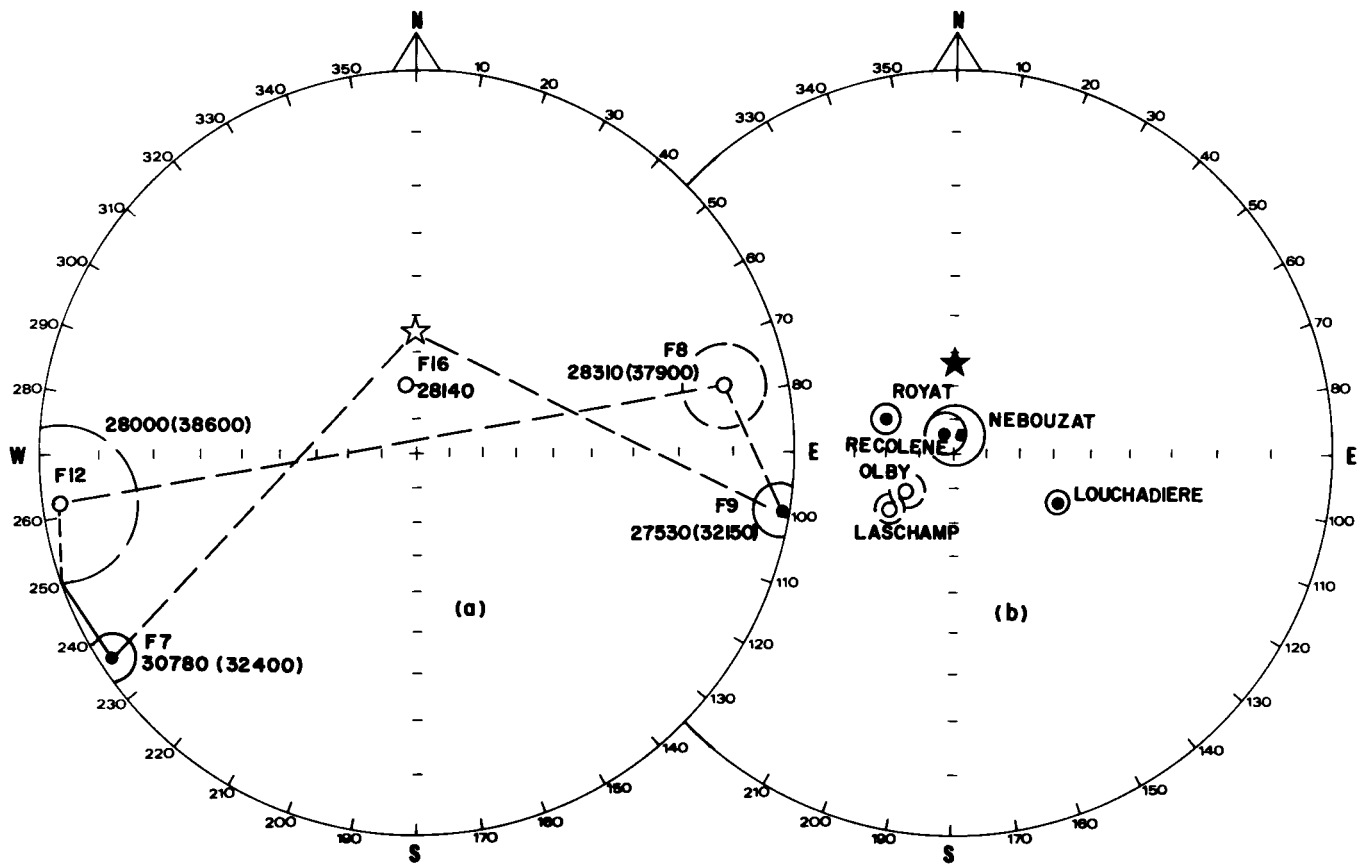 N
N
350
10
350
10
340
20
340
20
330
30
330
30
320
40
40
310
50
50
300
60
60
290
70
70
F8
F16
28310(37900)
280
28140
80
ROYAT
80
28000(38600)
NEBOUZAT
W
E
RECOLENE
E
F12
OLBY
F9
LOUCHADIERE
260
27530(32150)
100
LASCHAMP
100
250
110
110
(a)
(b)
240
F7
30780 (32400)
120
120
230
130
130
220
140
140
210
150
150
200
160
200
160
190
170
190
170
S
S